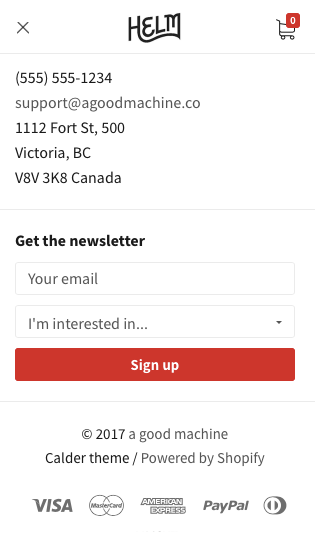 HELM
0
(555) 555-1234
support@agoodmachine.co
1112 Fort St, 500
Victoria, BC
V8V 3K8 Canada
Get the newsletter
Your email
I'm interested in...
Sign up
© 2017 a good machine
Calder theme / Powered by Shopify
VISA MasterCard AMERICAN EXPRESS PayPal